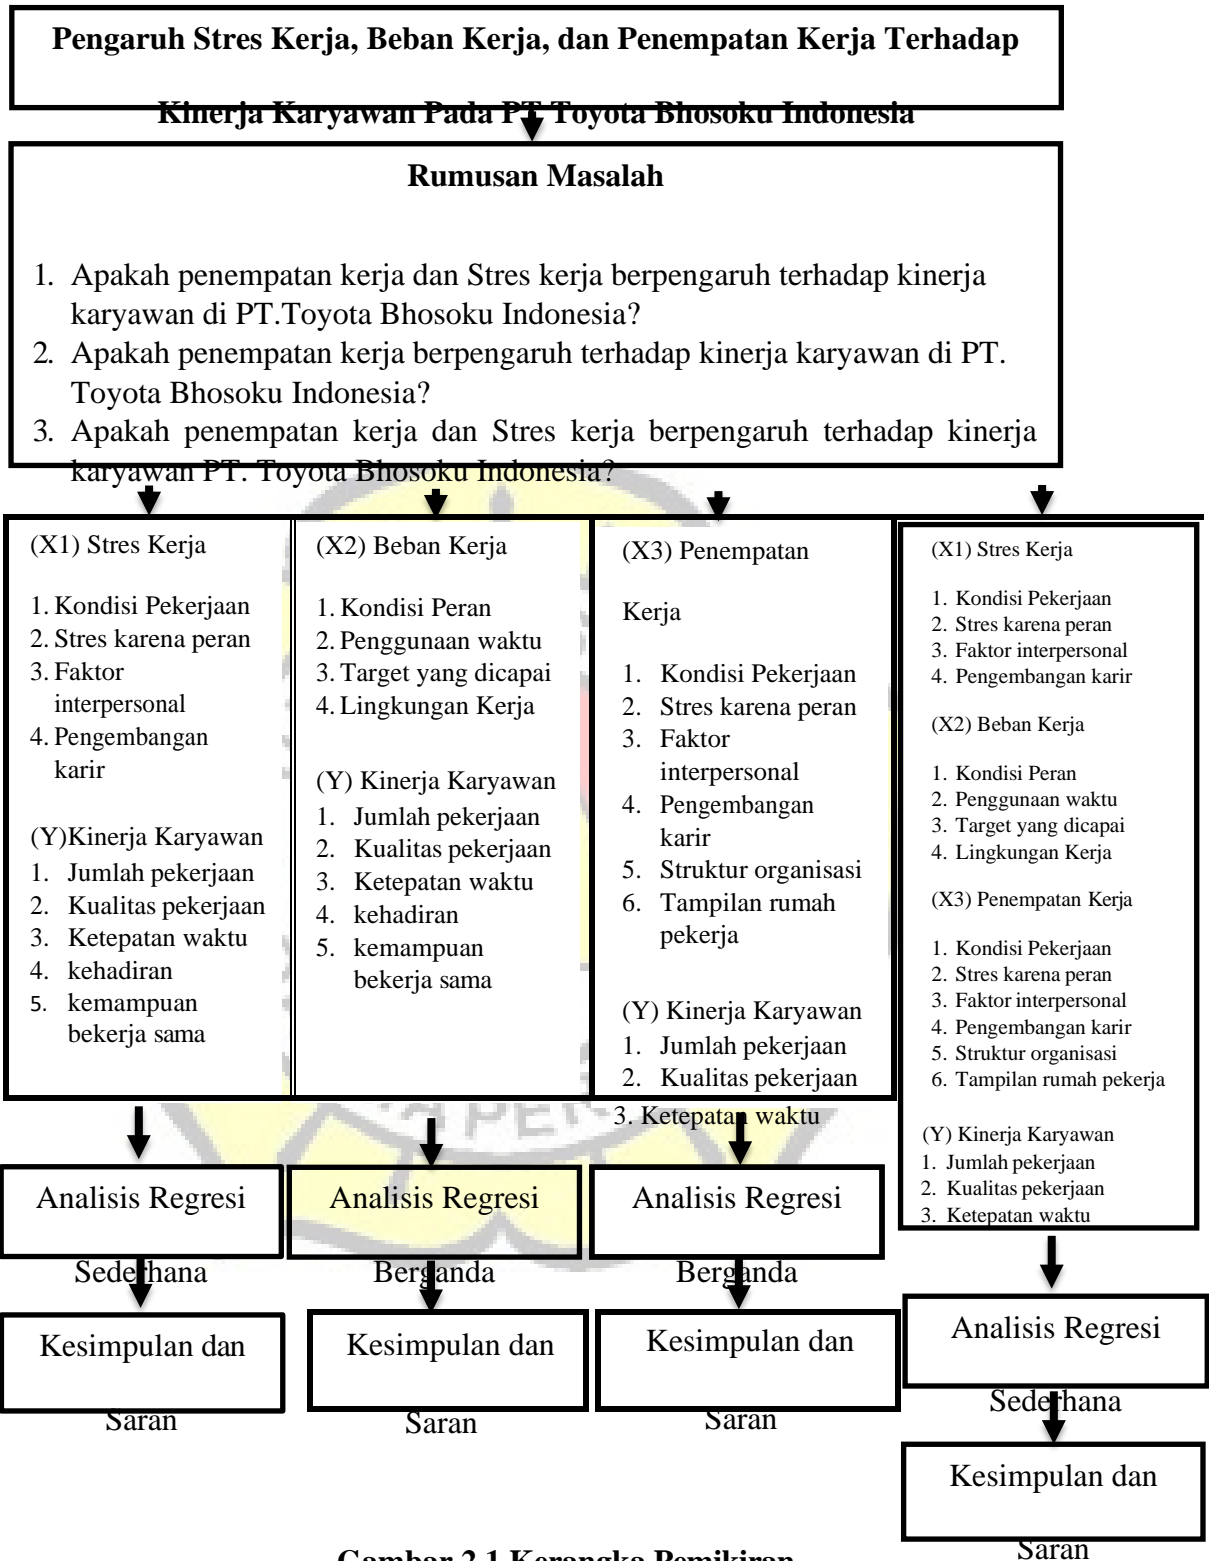 Pengaruh Stres Kerja, Beban Kerja, dan Penempatan Kerja Terhadap
Kinerja Karyawan Pada PT Toyota Bhosoku Indonesia
Rumusan Masalah
1. Apakah penempatan kerja dan Stres kerja berpengaruh terhadap kinerja
karyawan di PT.Toyota Bhosoku Indonesia?
2. Apakah penempatan kerja berpengaruh terhadap kinerja karyawan di PT.
Toyota Bhosoku Indonesia?
3. Apakah penempatan kerja dan Stres kerja berpengaruh terhadap kinerja
karyawan PT. Toyota Bhosoku Indonesia?
(X1) Stres Kerja
1. Kondisi Pekerjaan
2. Stres karena peran
3. Faktor
interpersonal
4. Pengembangan
karir
(Y)Kinerja Karyawan
1. Jumlah pekerjaan
2. Kualitas pekerjaan
3. Ketepatan waktu
4. kehadiran
5. kemampuan
bekerja sama
Analisis Regresi
Sederhana
Kesimpulan dan
Saran
(X2) Beban Kerja
1. Kondisi Peran
2. Penggunaan waktu
3. Target yang dicapai
4. Lingkungan Kerja
(Y) Kinerja Karyawan
1. Jumlah pekerjaan
2. Kualitas pekerjaan
3. Ketepatan waktu
4. kehadiran
5. kemampuan
bekerja sama
Analisis Regresi
Berganda
Kesimpulan dan
Saran
(X3) Penempatan
Kerja
1. Kondisi Pekerjaan
2. Stres karena peran
3. Faktor
interpersonal
4. Pengembangan
karir
5. Struktur organisasi
6. Tampilan rumah
pekerja
(Y) Kinerja Karyawan
1. Jumlah pekerjaan
2. Kualitas pekerjaan
3. Ketepatan waktu
Analisis Regresi
Berganda
Kesimpulan dan
Saran
(X1) Stres Kerja
1. Kondisi Pekerjaan
2. Stres karena peran
3. Faktor interpersonal
4. Pengembangan karir
(X2) Beban Kerja
1. Kondisi Peran
2. Penggunaan waktu
3. Target yang dicapai
4. Lingkungan Kerja
(X3) Penempatan Kerja
1. Kondisi Pekerjaan
2. Stres karena peran
3. Faktor interpersonal
4. Pengembangan karir
5. Struktur organisasi
6. Tampilan rumah pekerja
(Y) Kinerja Karyawan
1. Jumlah pekerjaan
2. Kualitas pekerjaan
3. Ketepatan waktu
Analisis Regresi
Sederhana
Kesimpulan dan
Saran
Gambar 2.1 Kerangka Pemikiran